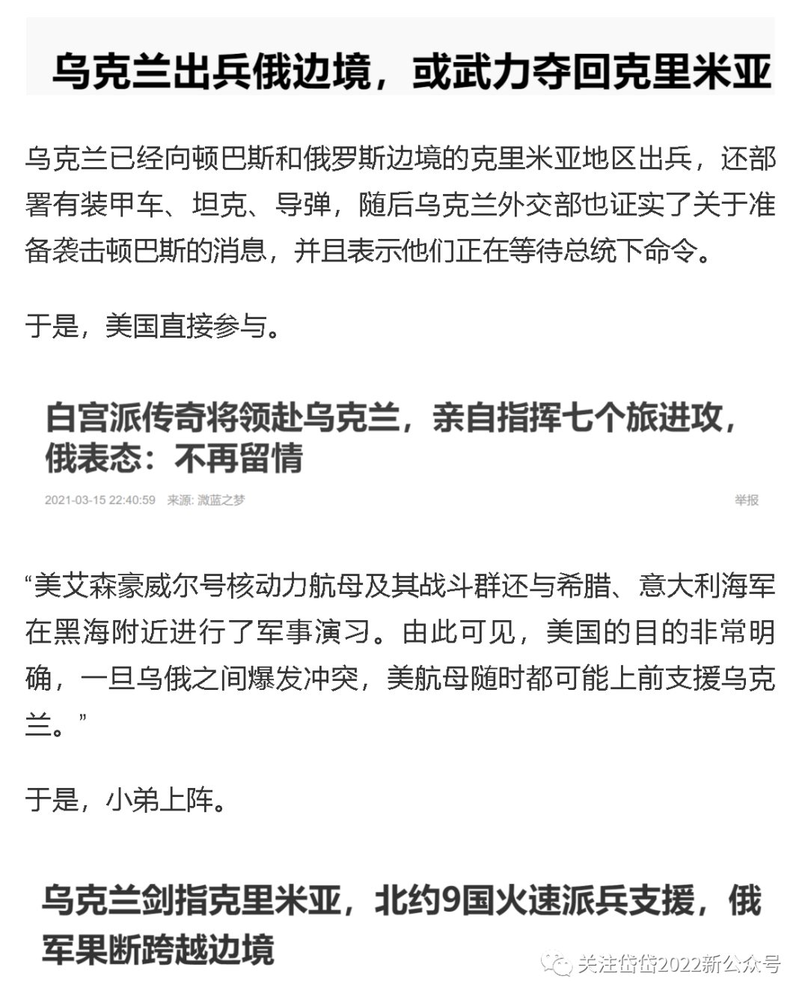 乌克兰出兵俄边境，或武力夺回克里米亚
乌克兰已经向顿巴斯和俄罗斯边境的克里米亚地区出兵，还部
署有装甲车、坦克、导弹，随后乌克兰外交部也证实了关于准
备袭击顿巴斯的消息，并且表示他们正在等待总统下命令。
于是，美国直接参与。
白宫派传奇将领赴乌克兰，亲自指挥七个旅进攻，
俄表态：不再留情
2021-03-15 22:40:59 来源: 溦蓝之梦 举报
“美艾森豪威尔号核动力航母及其战斗群还与希腊、意大利海军
在黑海附近进行了军事演习。由此可见，美国的目的非常明
确，一旦乌俄之间爆发冲突，美航母随时都可能上前支援乌克
兰。”
于是，小弟上阵。
乌克兰剑指克里米亚，北约9国火速派兵支援，俄
军果断跨越边境
关注岱岱2022新公众号